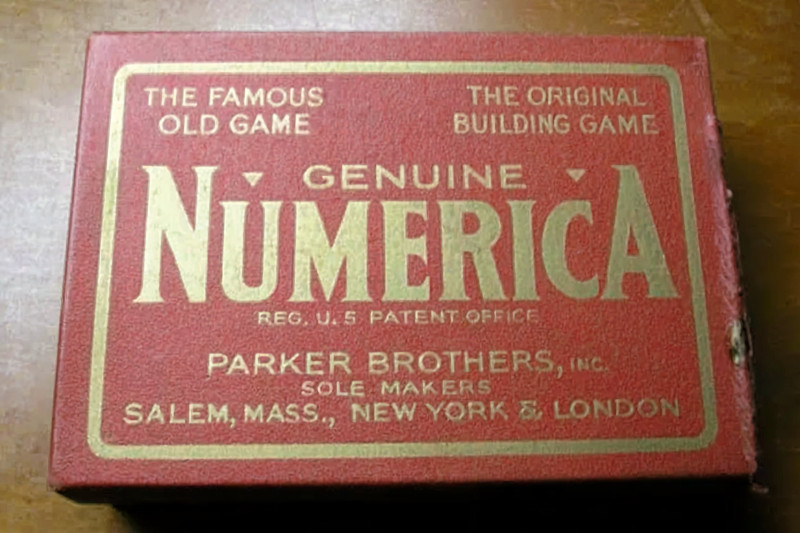 THE FAMOUS
OLD GAME
THE ORIGINAL
BUILDING GAME
GENUINE
NUMERICA
REG. U. S PATENT OFFICE
PARKER BROTHERS, INC.
SOLE MAKERS
SALEM, MASS., NEW YORK & LONDON